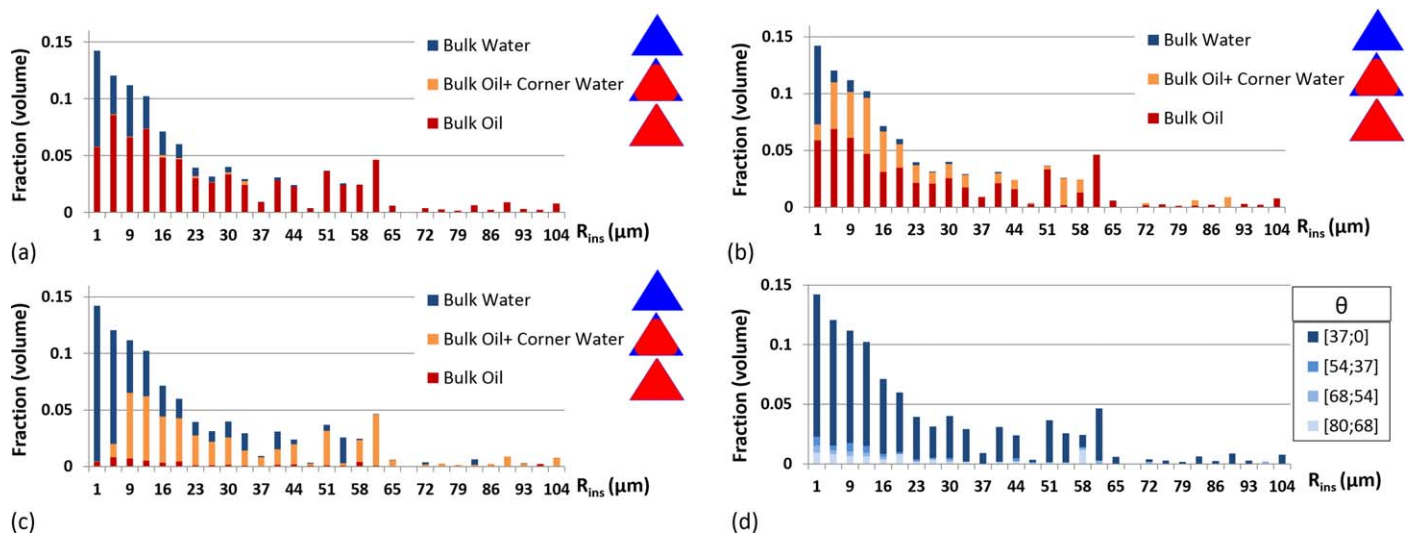 Fraction (volume)
0.15
0.1
0.05
0
Bulk Water
Bulk Oil+ Corner Water
Bulk Oil
1 9 16 23 30 37 44 51 58 65 72 79 86 93 104
R_ins (µm)
(a)
Fraction (volume)
0.15
0.1
0.05
0
Bulk Water
Bulk Oil+ Corner Water
Bulk Oil
1 9 16 23 30 37 44 51 58 65 72 79 86 93 104
R_ins (µm)
(b)
Fraction (volume)
0.15
0.1
0.05
0
Bulk Water
Bulk Oil+ Corner Water
Bulk Oil
1 9 16 23 30 37 44 51 58 65 72 79 86 93 104
R_ins (µm)
(c)
Fraction (volume)
0.15
0.1
0.05
0
θ
[37;0]
[54;37]
[68;54]
[80;68]
1 9 16 23 30 37 44 51 58 65 72 79 86 93 104
R_ins (µm)
(d)